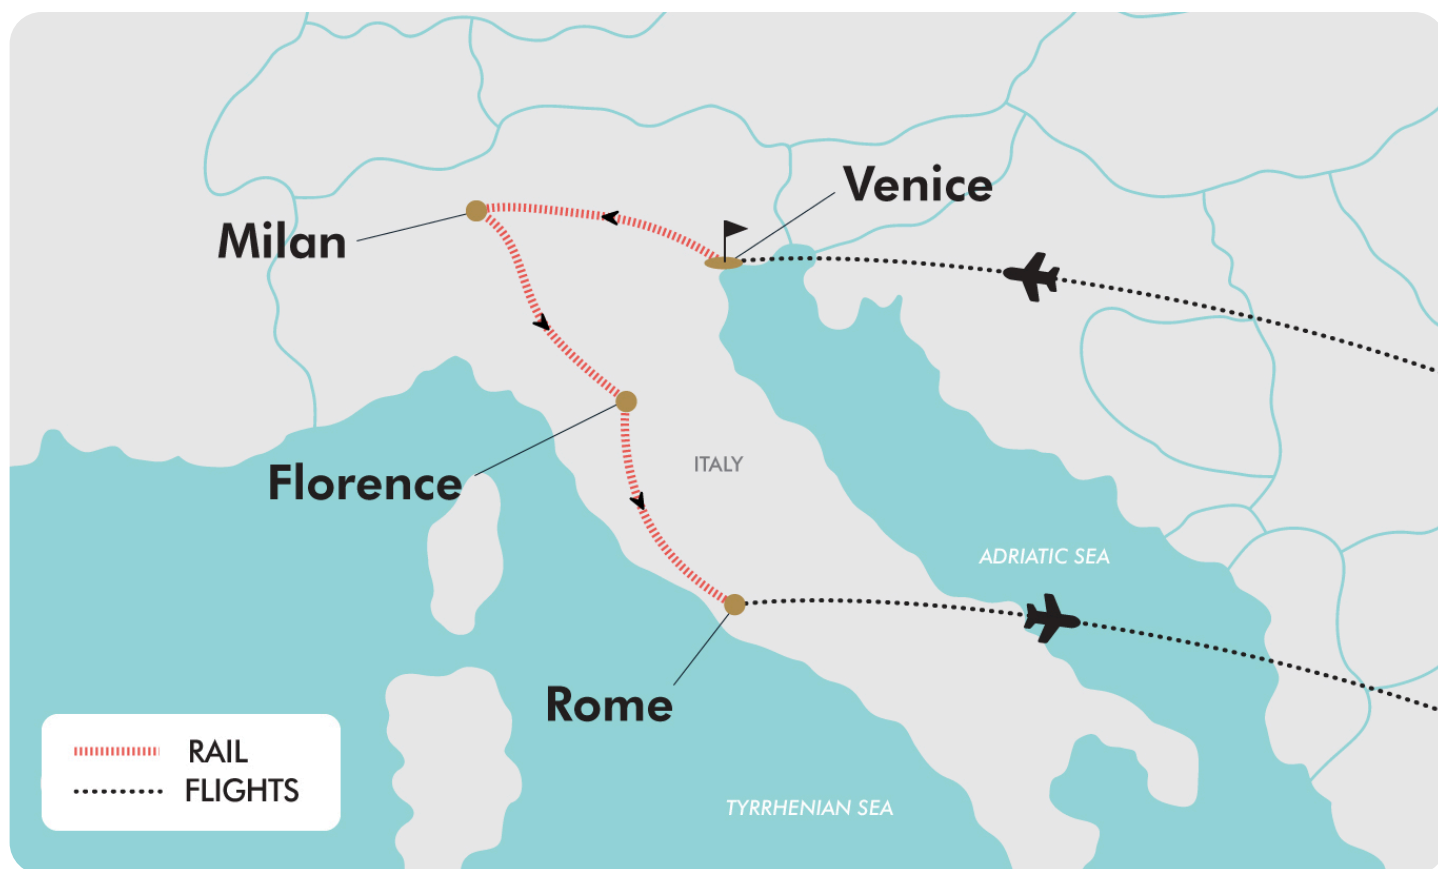 Venice
Milan
ITALY
Florence
ADRIATIC SEA
Rome
RAIL
FLIGHTS
TYRRHENIAN SEA